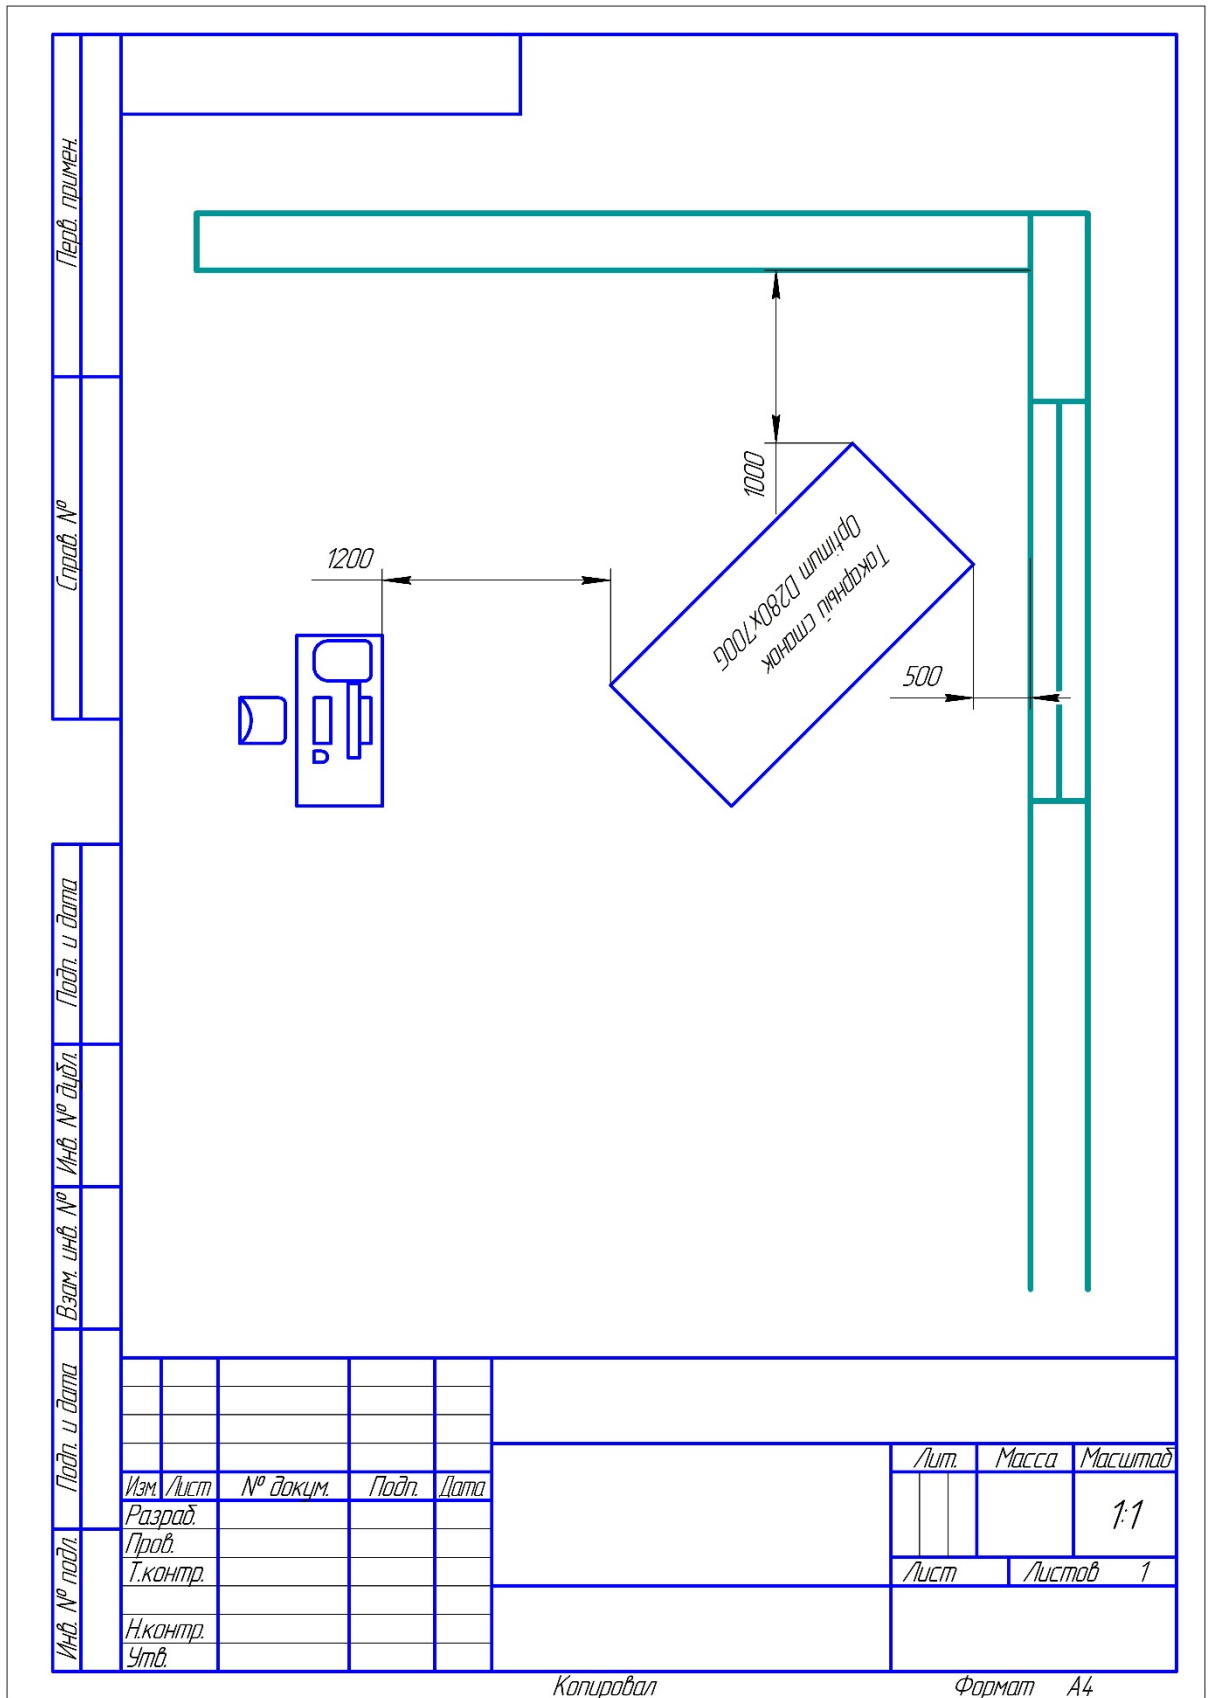 Перв. примен.
Справ. №
Подп. и дата
Инв. № дубл.
Взам. инв. №
Подп. и дата
Инв. № подл.
1000
1200
Токарный станок
Optimum D280x700G
500
Изм. Лист № докум. Подп. Дата
Разраб.
Пров.
Т.контр.
Н.контр.
Утв.
Лит. Масса Масштаб
1:1
Лист Листов 1
Копировал Формат А4